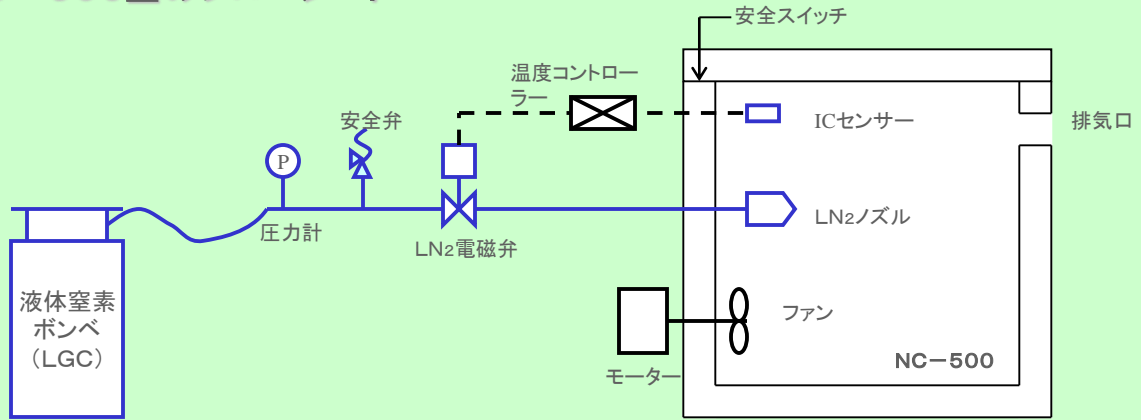 安全スイッチ
温度コントロー
ラー
安全弁
ICセンサー
排気口
P
圧力計
LN2電磁弁
LN2ノズル
液体窒素
ボンベ
(LGC)
ファン
モーター
NC-500